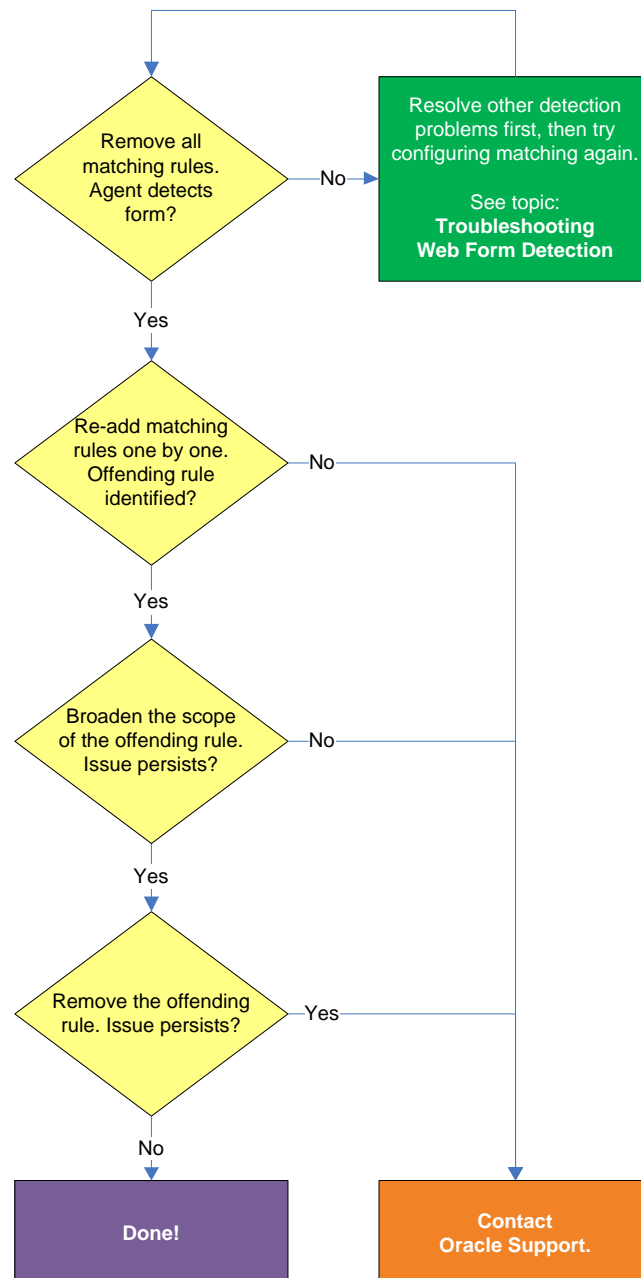 Remove all
matching rules.
Agent detects
form?
No
Resolve other detection
problems first, then try
configuring matching again.
See topic:
Troubleshooting
Web Form Detection
Yes
Re-add matching
rules one by one.
Offending rule
identified?
No
Yes
Broaden the scope
of the offending rule.
Issue persists?
No
Yes
Remove the offending
rule. Issue persists?
Yes
No
Done!
Contact
Oracle Support.